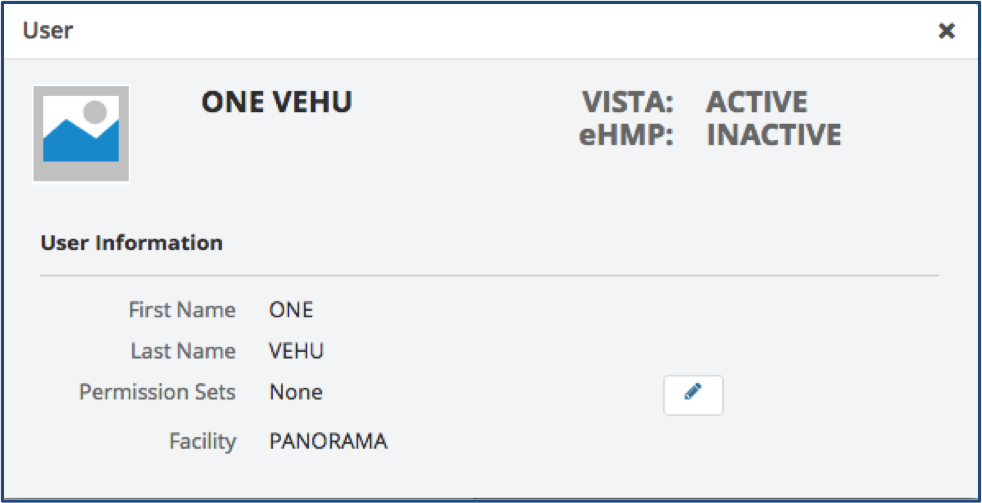 User
ONE VEHU
VISTA: ACTIVE
eHMP: INACTIVE
User Information
First Name ONE
Last Name VEHU
Permission Sets None
Facility PANORAMA